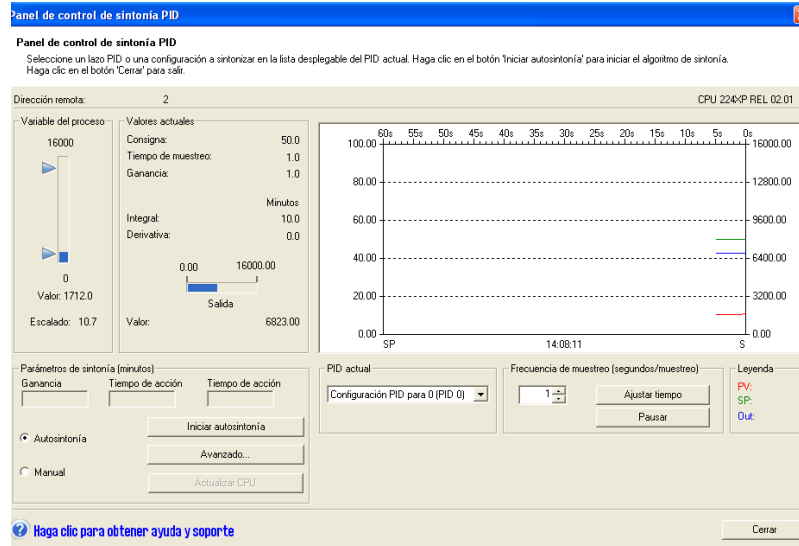 Panel de control de sintonía PID
Panel de control de sintonía PID
Seleccione un lazo PID o una configuración a sintonizar en la lista desplegable del PID actual. Haga clic en el botón 'Iniciar autosintonía' para iniciar el algoritmo de sintonía.
Haga clic en el botón 'Cerrar' para salir.
Dirección remota: 2 CPU 224XP REL 02.01
Variable del proceso
16000
0
Valor: 1712.0
Escalado: 10.7
Valores actuales
Consigna: 50.0
Tiempo de muestreo: 1.0
Ganancia: 1.0
Minutos
Integral: 10.0
Derivativa: 0.0
0.00 16000.00
Salida
Valor: 6823.00
60s 55s 50s 45s 40s 35s 30s 25s 20s 15s 10s 5s 0s
100.00 16000.00
80.00 12800.00
60.00 9600.00
40.00 6400.00
20.00 3200.00
0.00 0.00
SP 14:08:11 S
Parámetros de sintonía (minutos)
Ganancia Tiempo de acción Tiempo de acción
Autosintonía
Manual
Iniciar autosintonía
Avanzado...
Actualizar CPU
PID actual
Configuración PID para 0 (PID 0)
Frecuencia de muestreo (segundos/muestreo)
1
Ajustar tiempo
Pausar
Leyenda
PV:
SP:
Out:
Haga clic para obtener ayuda y soporte
Cerrar